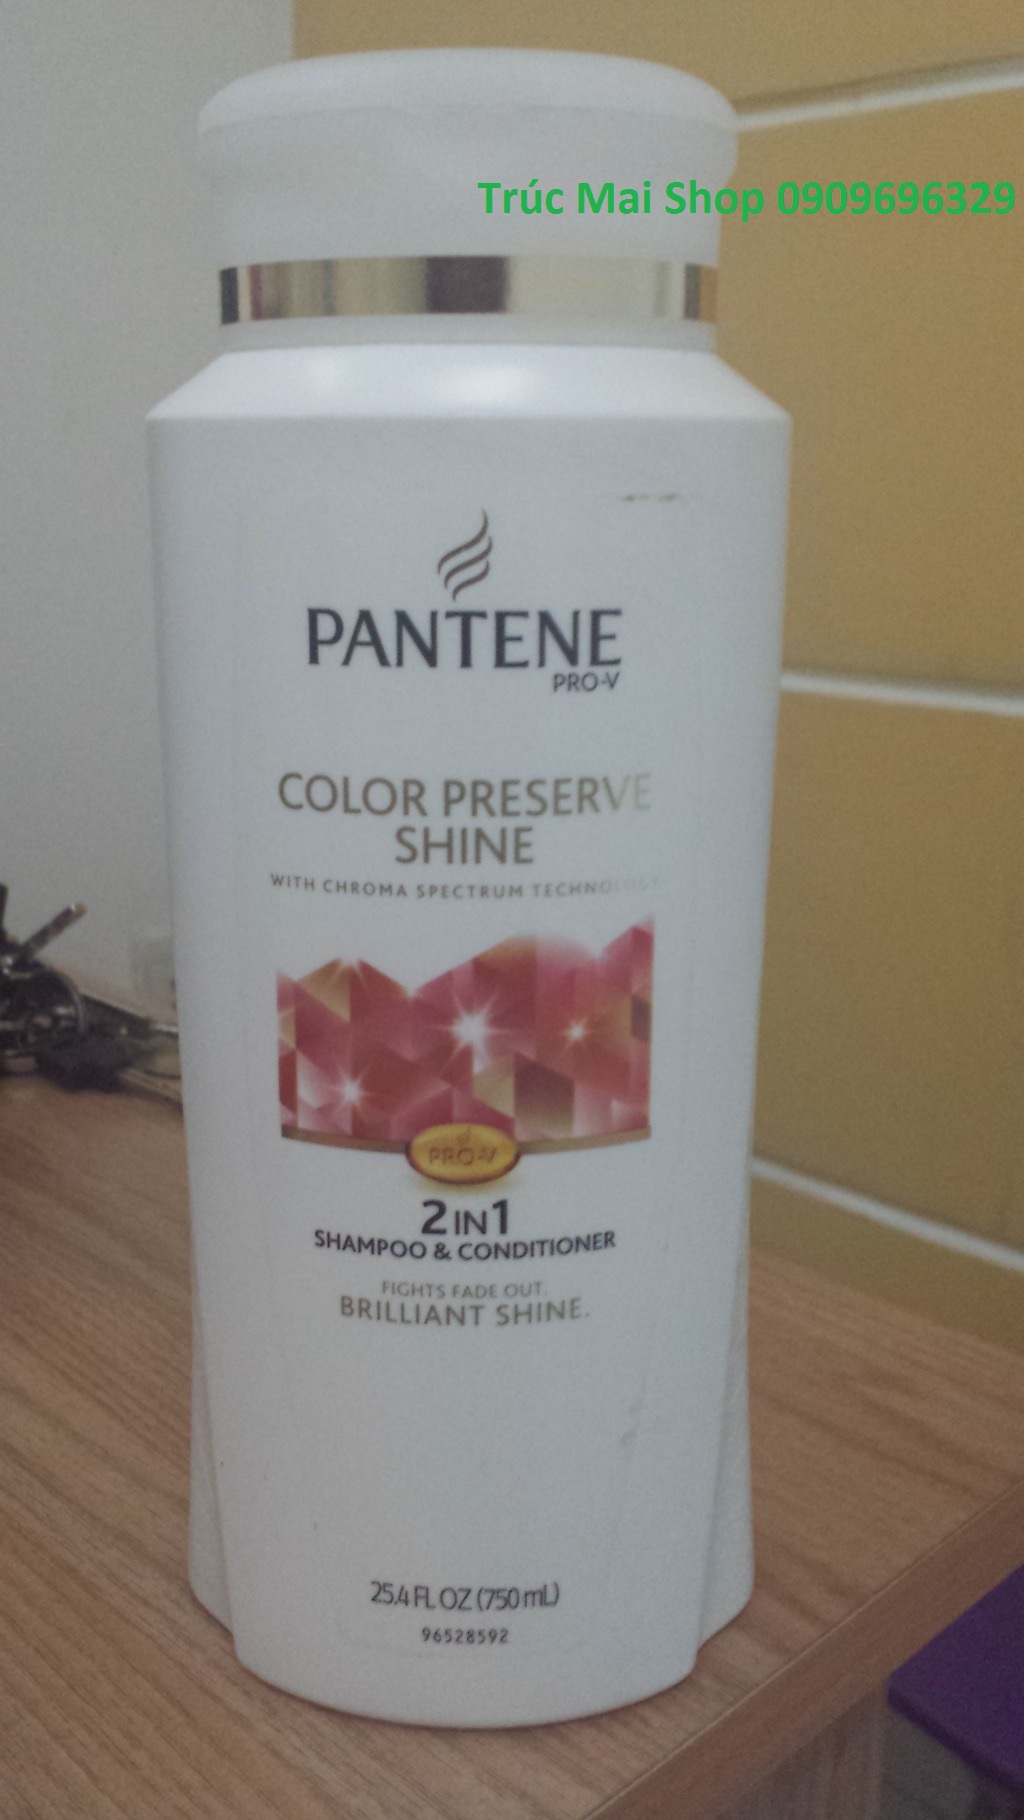 Trúc Mai Shop 0909696329
PANTENE
PRO-V
COLOR PRESERVE
SHINE
WITH CHROMA SPECTRUM TECHNOLOGY
PRO-V
2 IN 1
SHAMPOO & CONDITIONER
FIGHTS FADE OUT.
BRILLIANT SHINE.
25.4 FL OZ (750 mL)
96528592